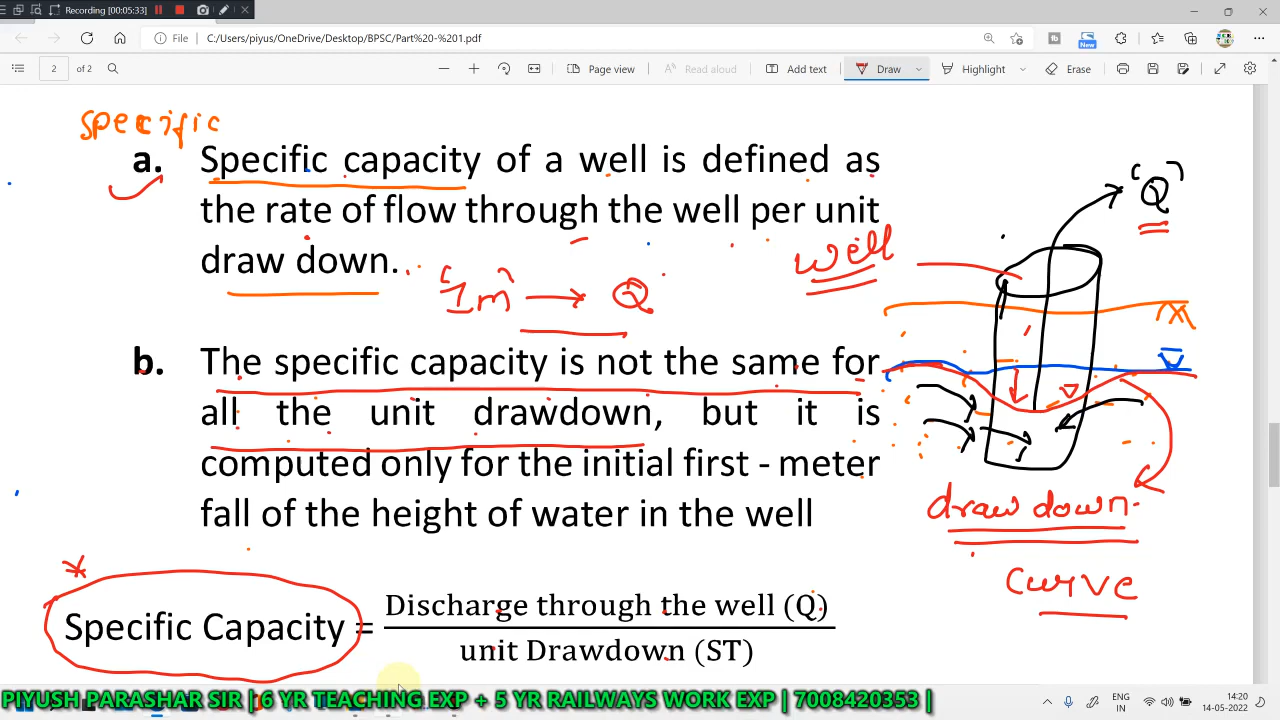 Recording [00:05:33]
File C:/Users/piyus/OneDrive/Desktop/BPSC/Part%20-%201.pdf
New
2 of 2 Page view Read aloud Add text Draw Highlight Erase
specific
a. Specific capacity of a well is defined as
the rate of flow through the well per unit
draw down.
1m → Q
well
"Q"
b. The specific capacity is not the same for
all the unit drawdown, but it is
computed only for the initial first - meter
fall of the height of water in the well
draw down.
curve
Specific Capacity = Discharge through the well (Q)
unit Drawdown (ST)
PIYUSH PARASHAR SIR | 6 YR TEACHING EXP + 5 YR RAILWAYS WORK EXP | 7008420353 |
ENG
IN
14:20
14-05-2022